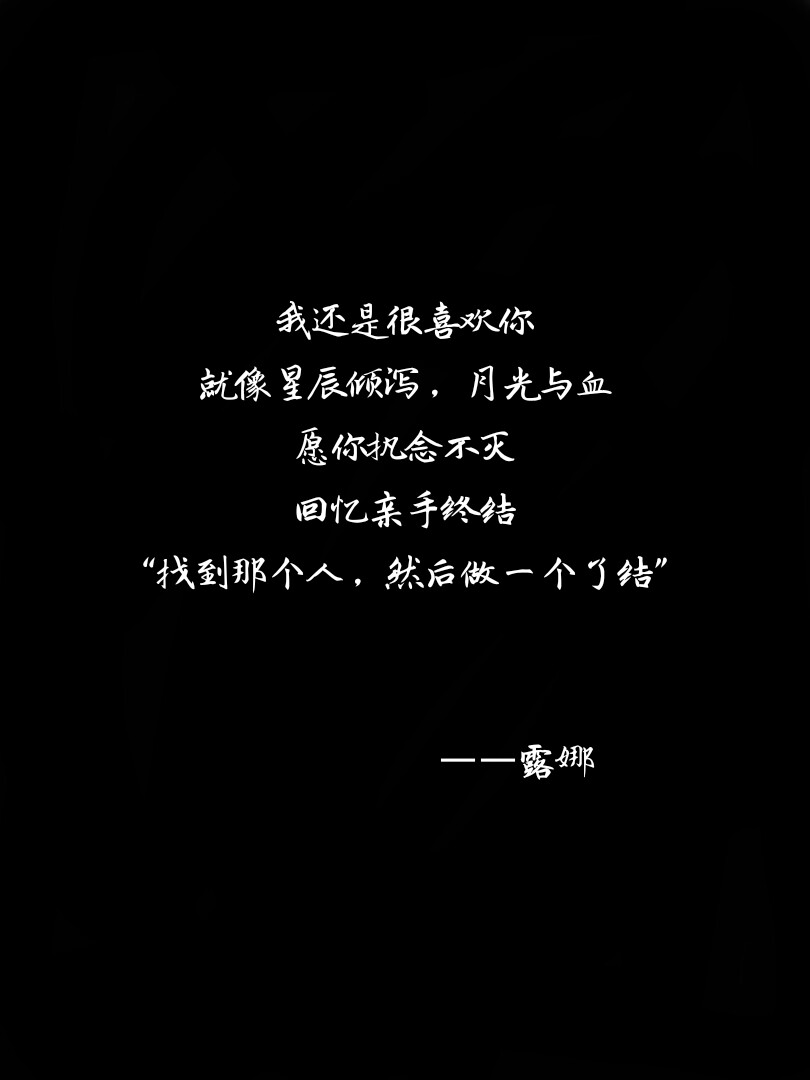 我还是很喜欢你
就像星辰倾泻，月光与血
愿你执念不灭
回忆亲手终结
“找到那个人，然后做一个了结”
——露娜